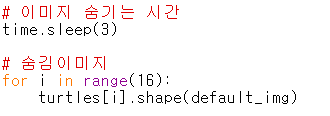 # 이미지 숨기는 시간
time.sleep(3)

# 숨김이미지
for i in range(16):
    turtles[i].shape(default_img)